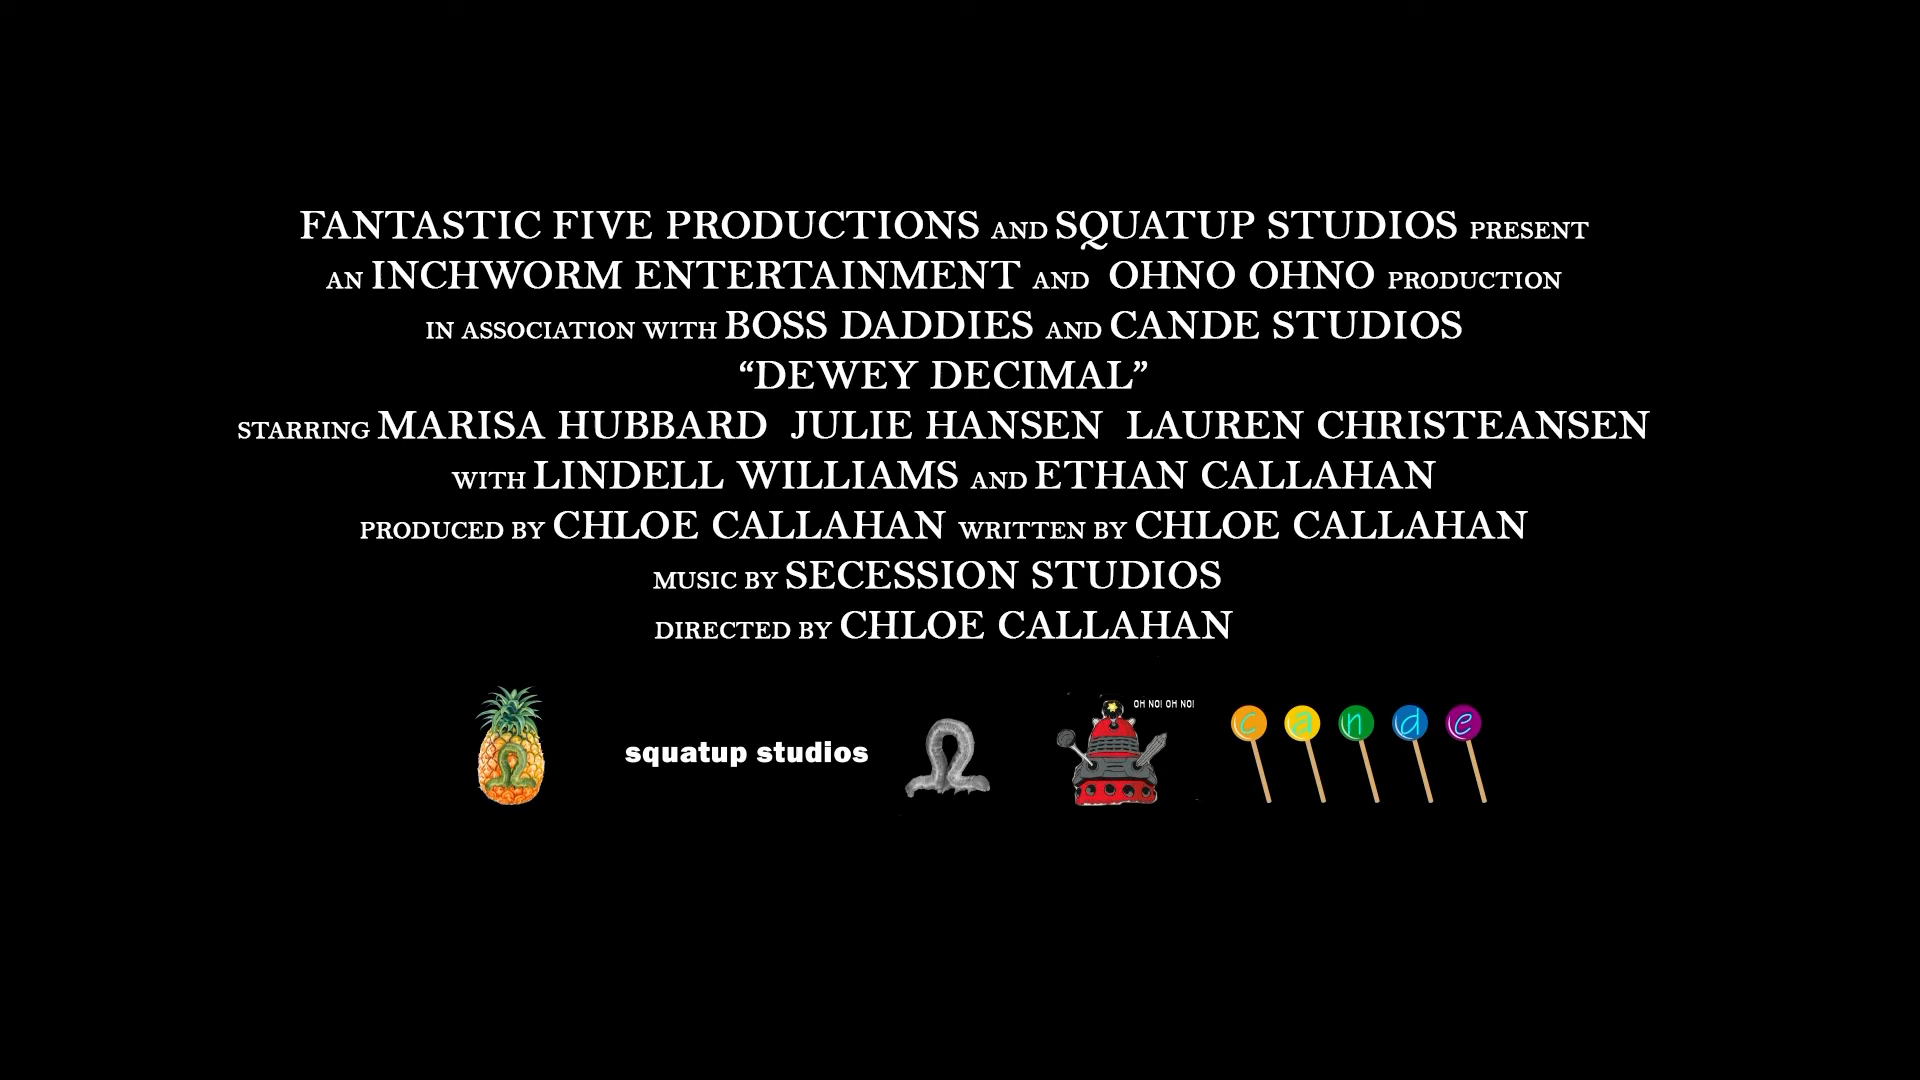 FANTASTIC FIVE PRODUCTIONS AND SQUATUP STUDIOS PRESENT
AN INCHWORM ENTERTAINMENT AND OHNO OHNO PRODUCTION
IN ASSOCIATION WITH BOSS DADDIES AND CANDE STUDIOS
“DEWEY DECIMAL”
STARRING MARISA HUBBARD JULIE HANSEN LAUREN CHRISTEANSEN
WITH LINDELL WILLIAMS AND ETHAN CALLAHAN
PRODUCED BY CHLOE CALLAHAN WRITTEN BY CHLOE CALLAHAN
MUSIC BY SECESSION STUDIOS
DIRECTED BY CHLOE CALLAHAN
squatup studios
OH NO! OH NO!
cande